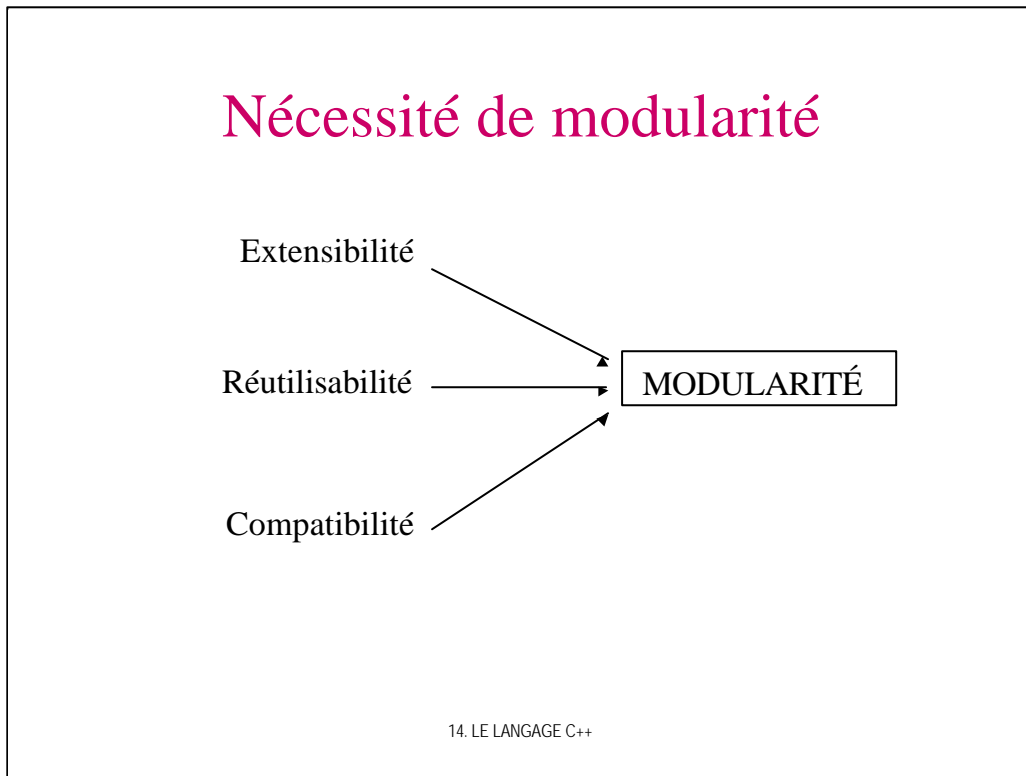 Nécessité de modularité
Extensibilité
Réutilisabilité
MODULARITÉ
Compatibilité
14. LE LANGAGE C++